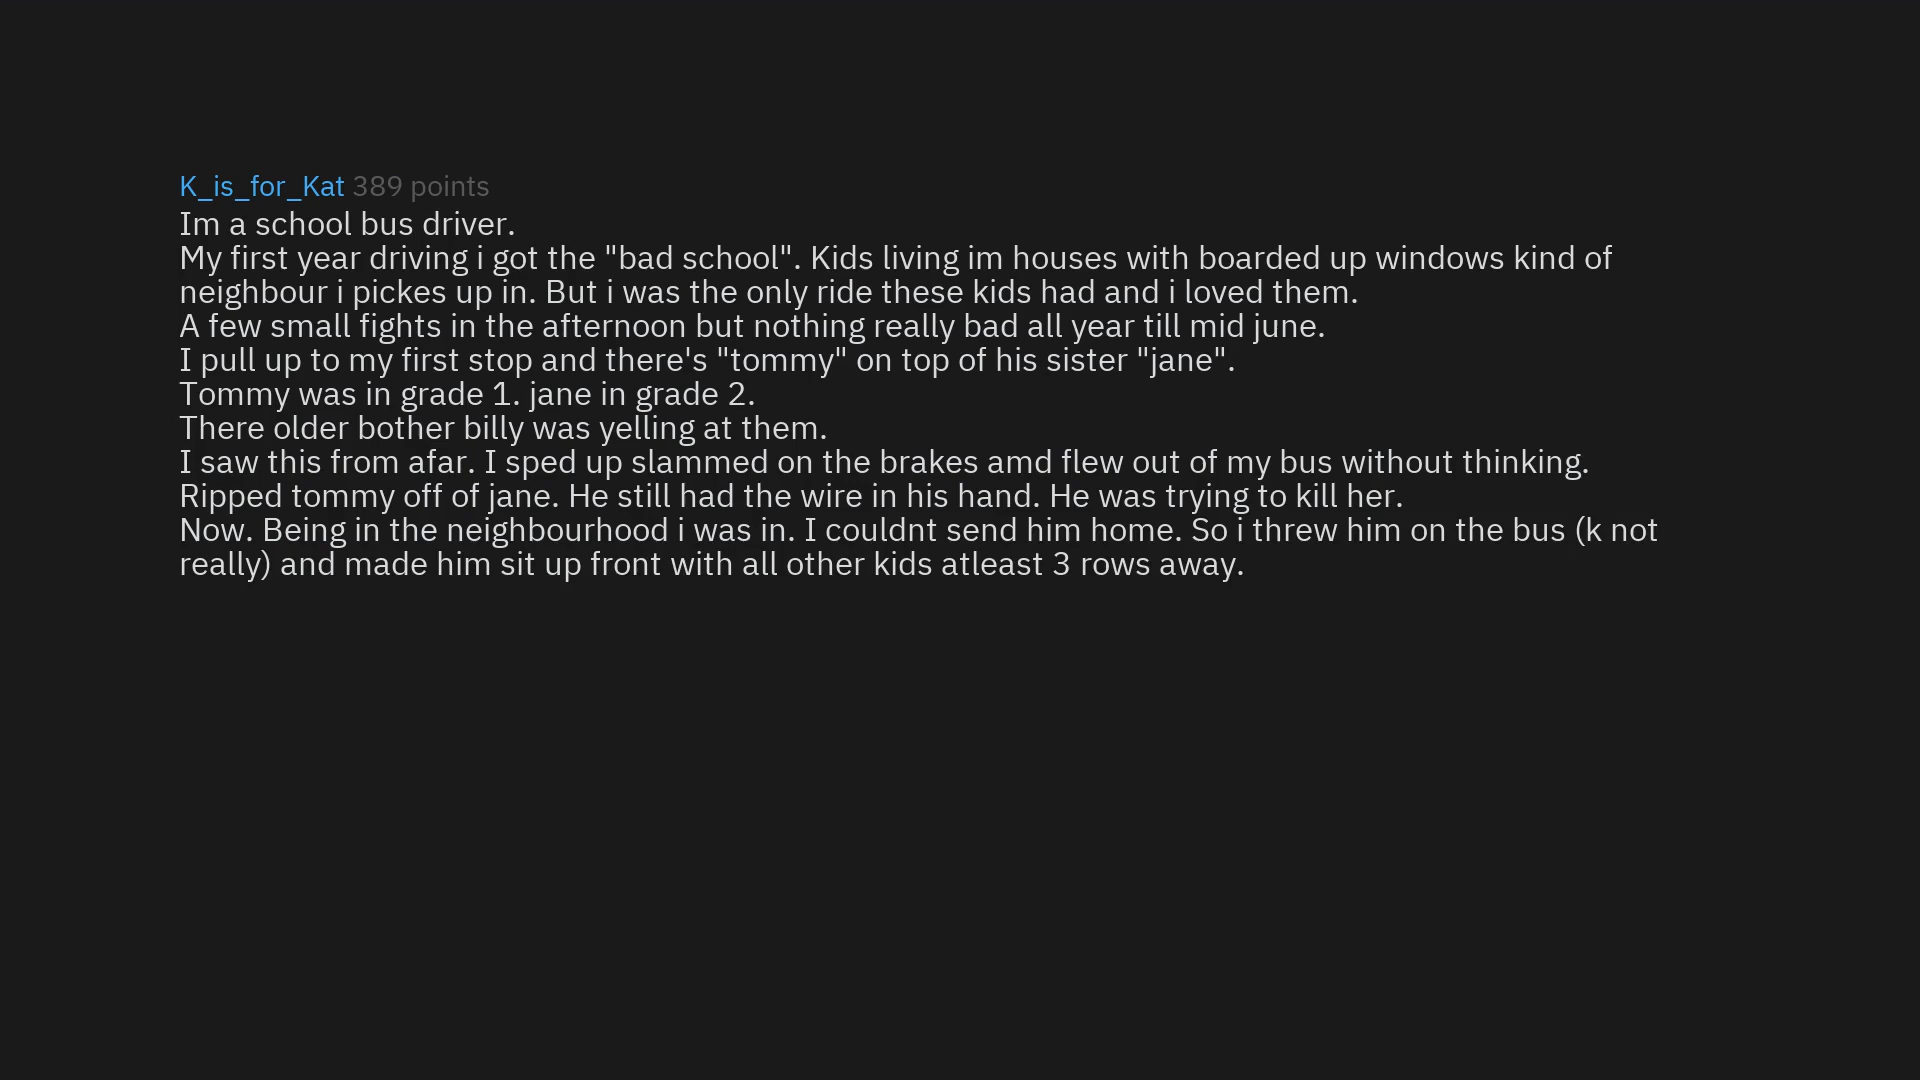 K_is_for_Kat 389 points
Im a school bus driver.
My first year driving i got the "bad school". Kids living im houses with boarded up windows kind of
neighbour i pickes up in. But i was the only ride these kids had and i loved them.
A few small fights in the afternoon but nothing really bad all year till mid june.
I pull up to my first stop and there's "tommy" on top of his sister "jane".
Tommy was in grade 1. jane in grade 2.
There older bother billy was yelling at them.
I saw this from afar. I sped up slammed on the brakes amd flew out of my bus without thinking.
Ripped tommy off of jane. He still had the wire in his hand. He was trying to kill her.
Now. Being in the neighbourhood i was in. I couldnt send him home. So i threw him on the bus (k not
really) and made him sit up front with all other kids atleast 3 rows away.